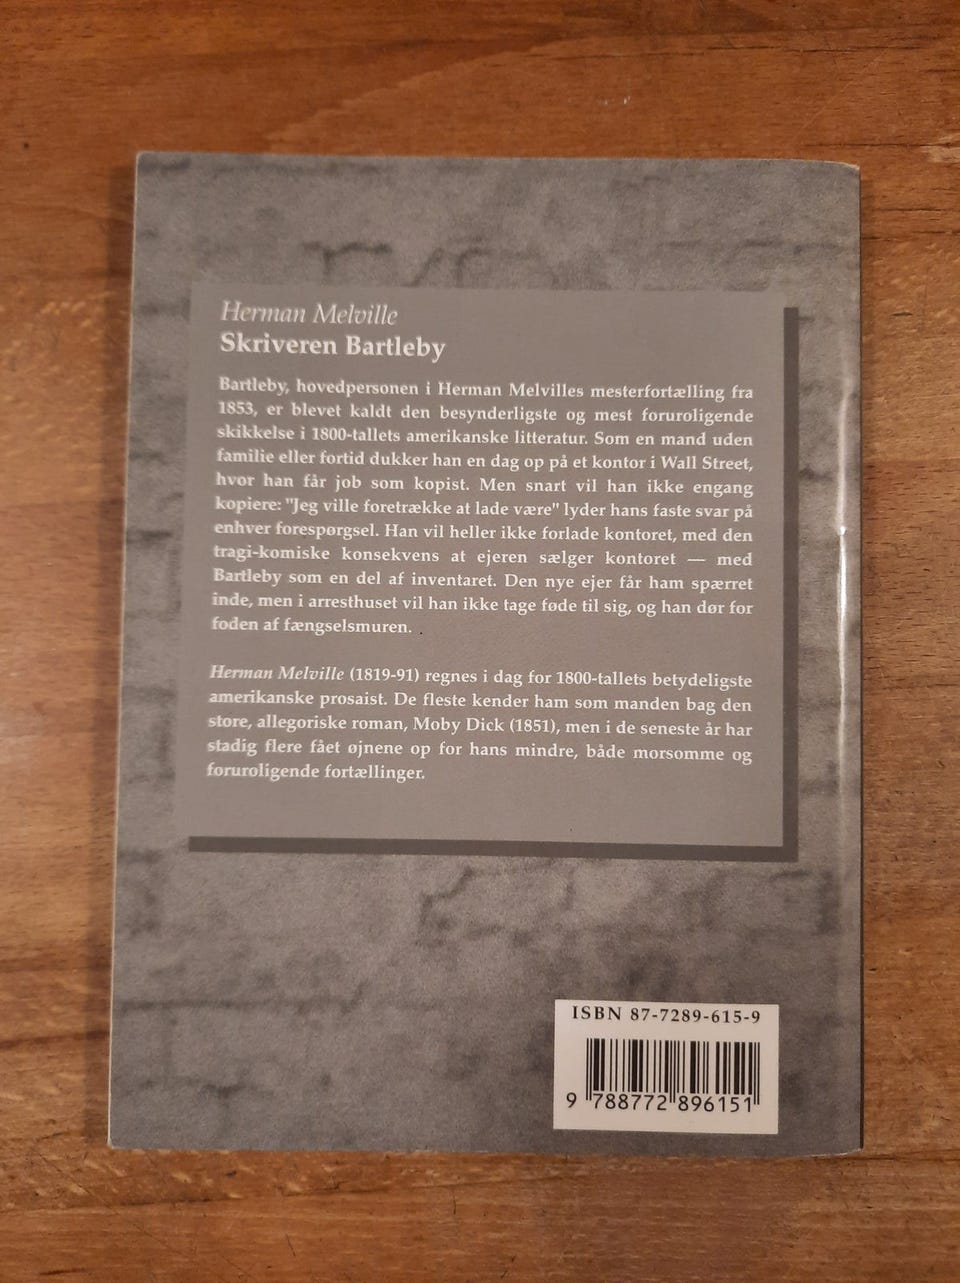 Herman Melville
Skriveren Bartleby
Bartleby, hovedpersonen i Herman Melvilles mesterfortælling fra
1853, er blevet kaldt den besynderligste og mest foruroligende
skikkelse i 1800-tallets amerikanske litteratur. Som en mand uden
familie eller fortid dukker han en dag op på et kontor i Wall Street,
hvor han får job som kopist. Men snart vil han ikke engang
kopiere: "Jeg ville foretrække at lade være" lyder hans faste svar på
enhver forespørgsel. Han vil heller ikke forlade kontoret, med den
tragi-komiske konsekvens at ejeren sælger kontoret — med
Bartleby som en del af inventaret. Den nye ejer får ham spærret
inde, men i arresthuset vil han ikke tage føde til sig, og han dør for
foden af fængselsmuren.
Herman Melville (1819-91) regnes i dag for 1800-tallets betydeligste
amerikanske prosaist. De fleste kender ham som manden bag den
store, allegoriske roman, Moby Dick (1851), men i de seneste år har
stadig flere fået øjnene op for hans mindre, både morsomme og
foruroligende fortællinger.
ISBN 87-7289-615-9
9 788772 896151